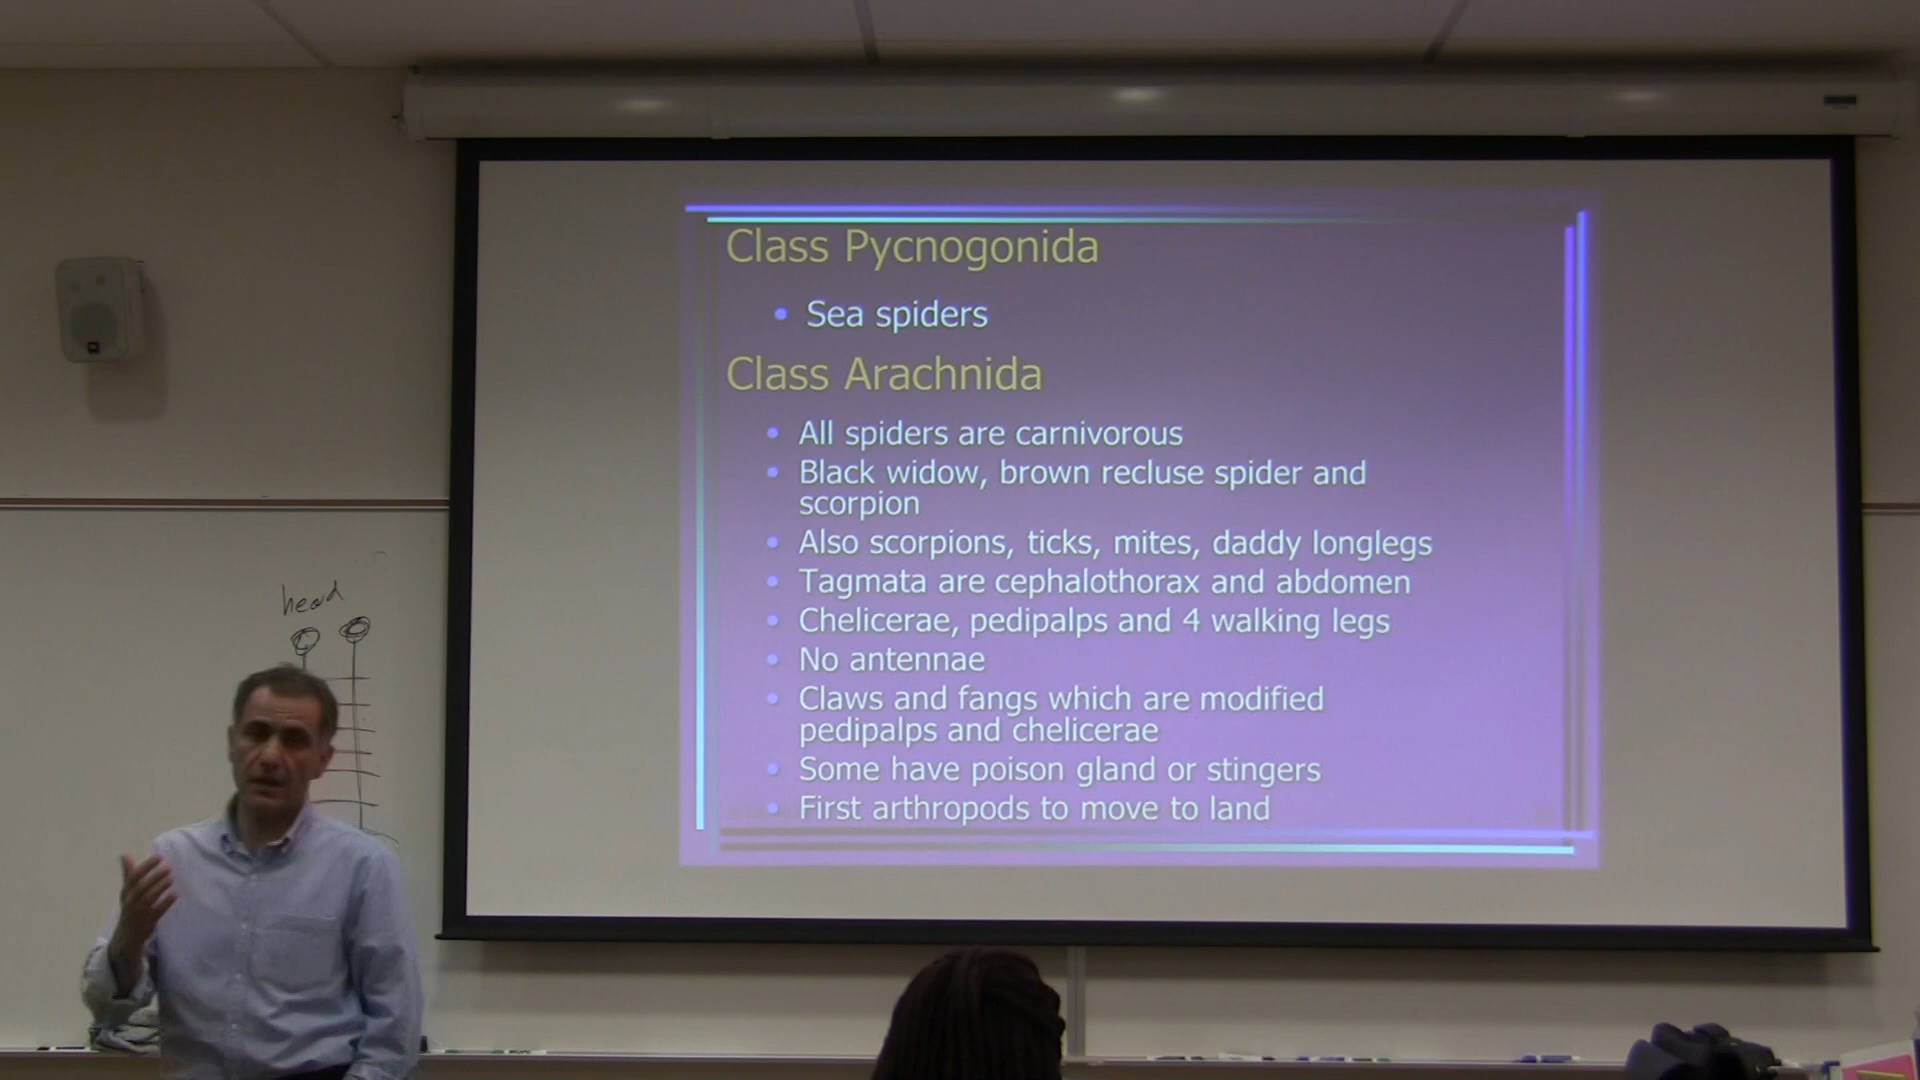 Class Pycnogonida
• Sea spiders
Class Arachnida
• All spiders are carnivorous
• Black widow, brown recluse spider and
scorpion
• Also scorpions, ticks, mites, daddy longlegs
• Tagmata are cephalothorax and abdomen
• Chelicerae, pedipalps and 4 walking legs
• No antennae
• Claws and fangs which are modified
pedipalps and chelicerae
• Some have poison gland or stingers
• First arthropods to move to land
head